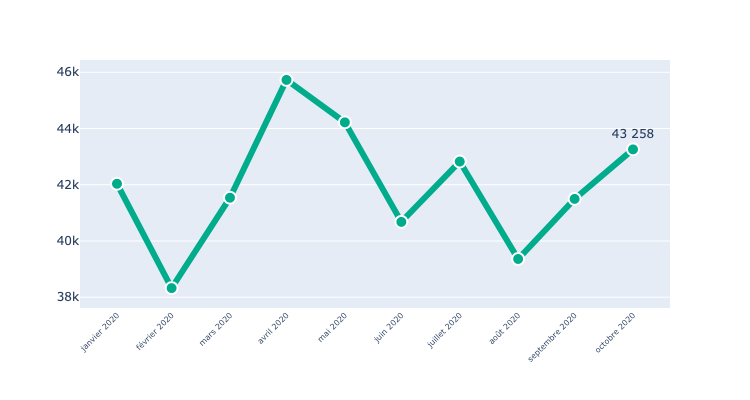 46k
44k
43 258
42k
40k
38k
janvier 2020
février 2020
mars 2020
avril 2020
mai 2020
juin 2020
juillet 2020
août 2020
septembre 2020
octobre 2020